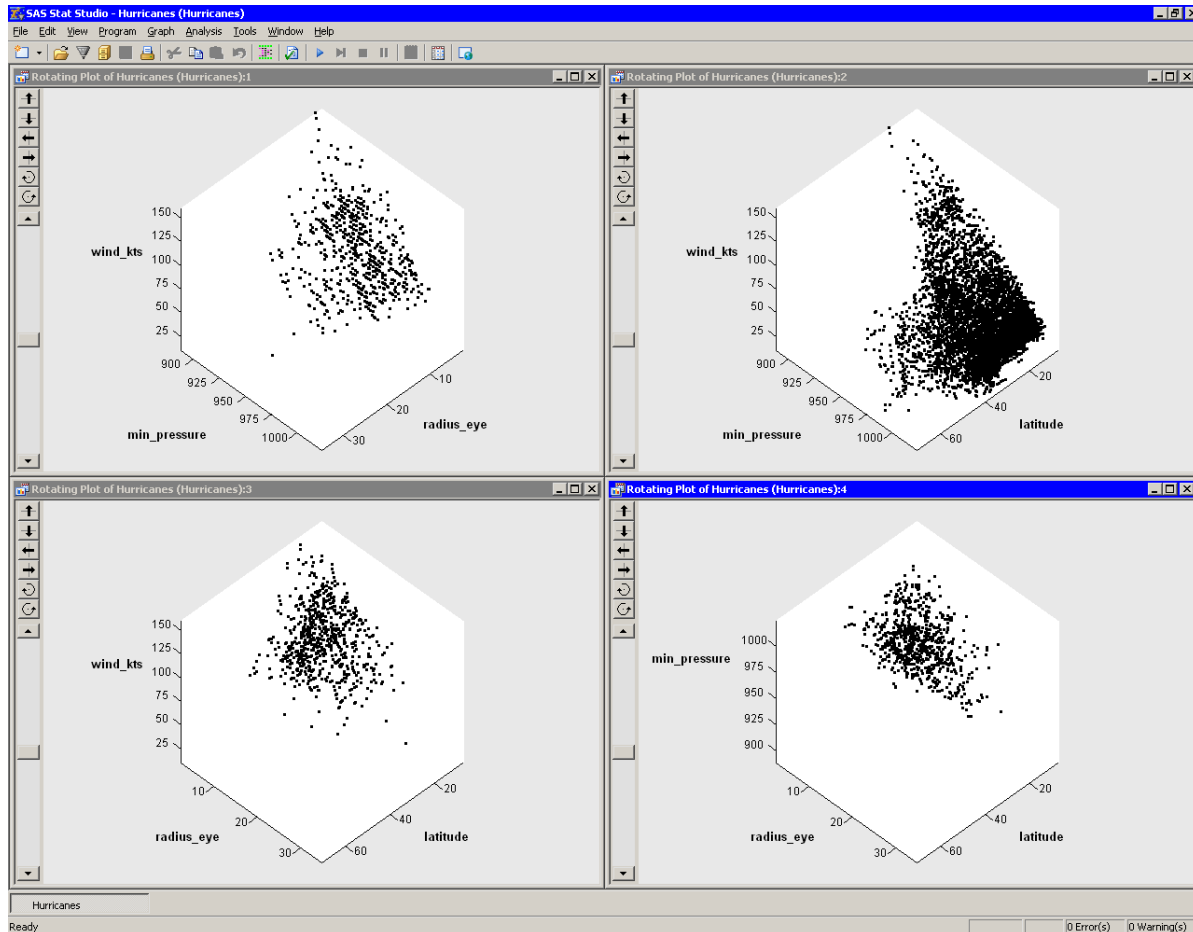 SAS Stat Studio - Hurricanes (Hurricanes)
File Edit View Program Graph Analysis Tools Window Help
Rotating Plot of Hurricanes (Hurricanes):1
wind_kts
150
125
100
75
50
25
900
925
950
975
1000
min_pressure
10
20
30
radius_eye
Rotating Plot of Hurricanes (Hurricanes):2
wind_kts
150
125
100
75
50
25
900
925
950
975
1000
min_pressure
20
40
60
latitude
Rotating Plot of Hurricanes (Hurricanes):3
wind_kts
150
125
100
75
50
25
10
20
30
radius_eye
20
40
60
latitude
Rotating Plot of Hurricanes (Hurricanes):4
min_pressure
1000
975
950
925
900
10
20
30
radius_eye
20
40
60
latitude
Hurricanes
Ready 0 Error(s) 0 Warning(s)